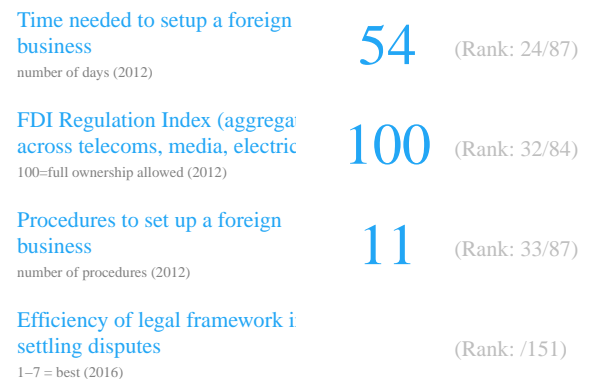 Time needed to setup a foreign
business
number of days (2012)
54
(Rank: 24/87)
FDI Regulation Index
across telecoms, media,
100=full ownership allowed (2012)
100
(Rank: 32/84)
Procedures to set up a foreign
business
number of procedures (2012)
11
(Rank: 33/87)
Efficiency of legal framework
settling disputes
1–7 = best (2016)
(Rank: /151)